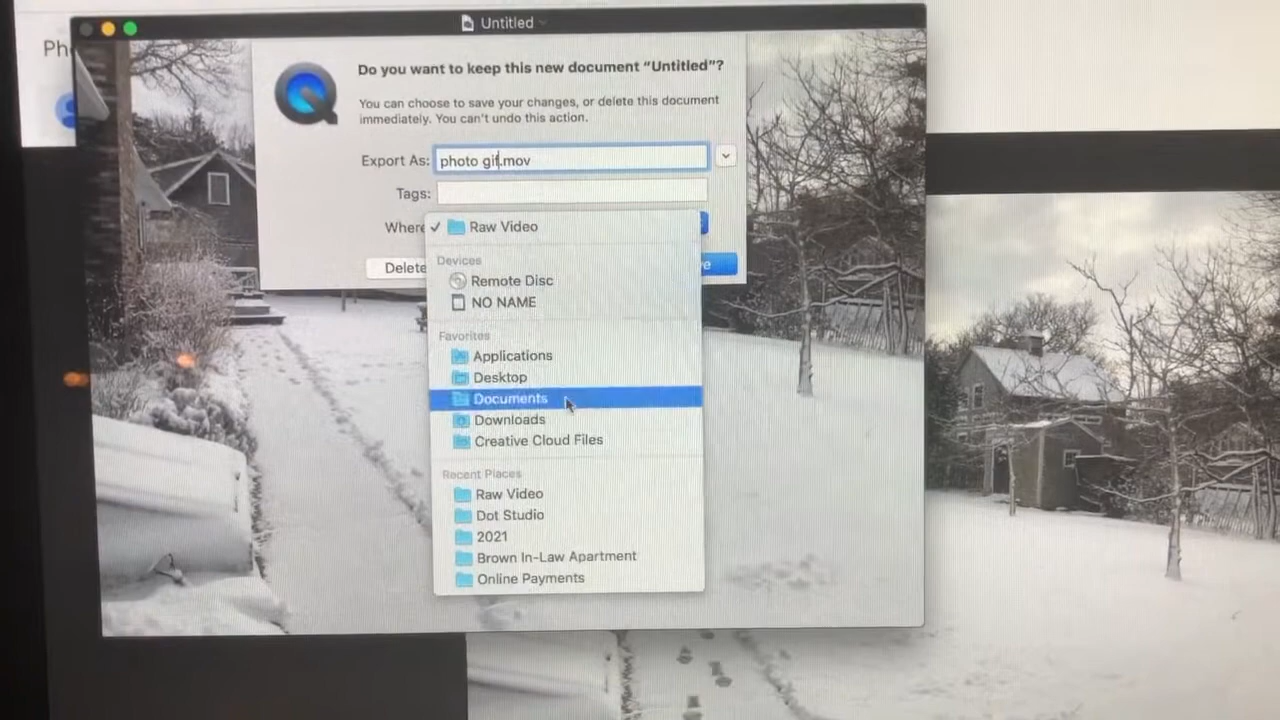 Untitled
Do you want to keep this new document “Untitled”?
You can choose to save your changes, or delete this document
immediately. You can't undo this action.
Export As: photo gif.mov
Tags:
Where
Raw Video
Devices
Remote Disc
NO NAME
Favorites
Applications
Desktop
Documents
Downloads
Creative Cloud Files
Recent Places
Raw Video
Dot Studio
2021
Brown In-Law Apartment
Online Payments
Delete